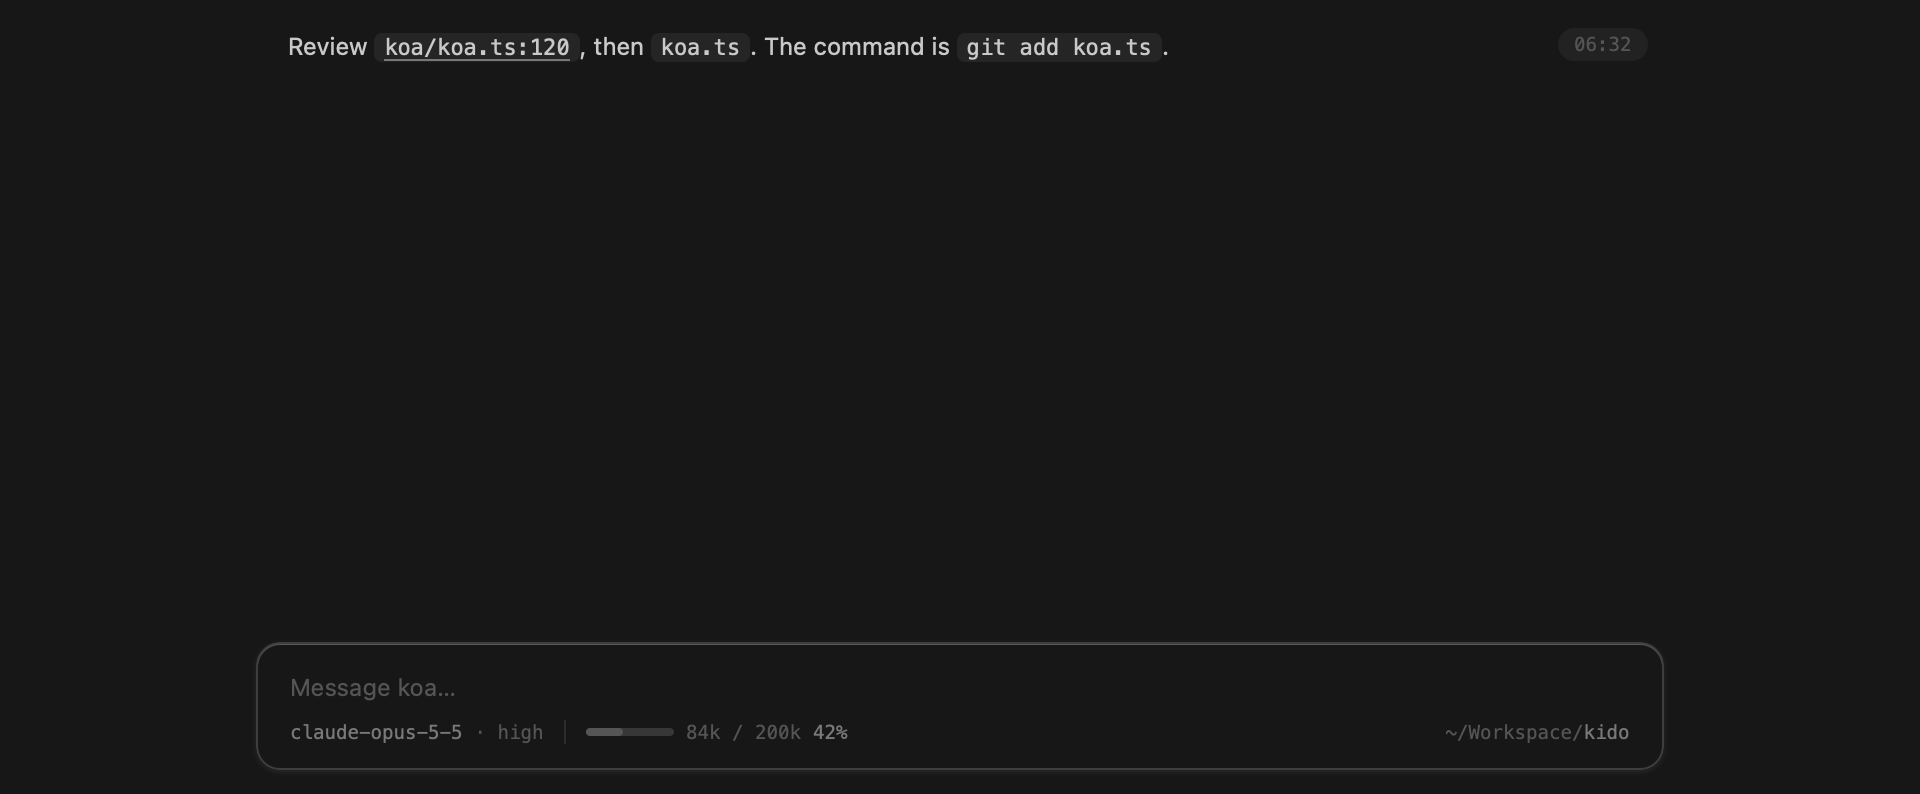 Review koa/koa.ts:120, then koa.ts. The command is git add koa.ts.
06:32
Message koa...
claude-opus-5-5 · high | 84k / 200k 42%
~/Workspace/kido